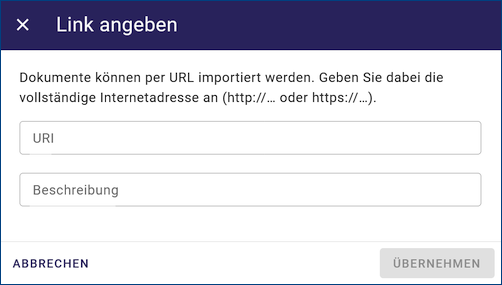 Link angeben
Dokumente können per URL importiert werden. Geben Sie dabei die
vollständige Internetadresse an (http://... oder https://...).
URI
Beschreibung
ABBRECHEN
ÜBERNEHMEN